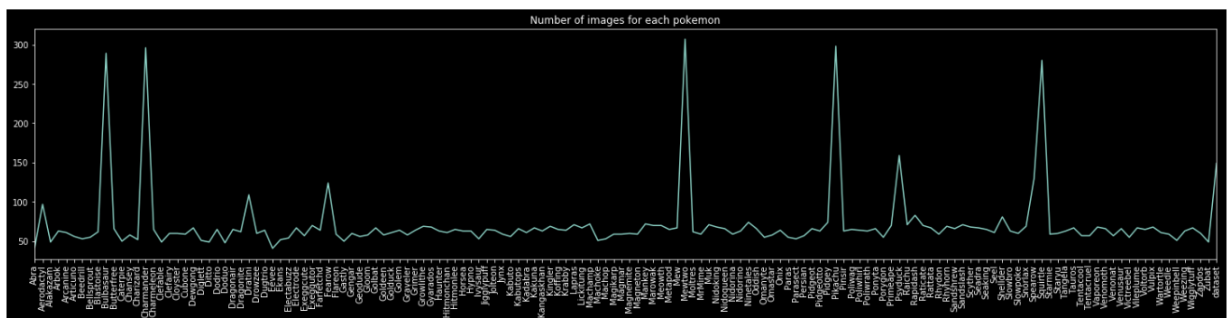 Number of images for each pokemon
300
250
200
150
100
50
Abra
Aerodactyl
Alakazam
Arbok
Arcanine
Articuno
Beedrill
Bellsprout
Blastoise
Bulbasaur
Butterfree
Caterpie
Chansey
Charizard
Charmander
Charmeleon
Clefable
Clefairy
Cloyster
Cubone
Dewgong
Diglett
Ditto
Dodrio
Doduo
Dragonair
Dragonite
Dratini
Drowzee
Dugtrio
Eevee
Ekans
Electabuzz
Electrode
Exeggcute
Exeggutor
Farfetchd
Fearow
Flareon
Gastly
Gengar
Geodude
Gloom
Golbat
Goldeen
Golduck
Golem
Graveler
Grimer
Growlithe
Gyarados
Haunter
Hitmonchan
Hitmonlee
Horsea
Hypno
Ivysaur
Jigglypuff
Jolteon
Jynx
Kabuto
Kabutops
Kadabra
Kakuna
Kangaskhan
Kingler
Koffing
Krabby
Lapras
Lickitung
Machamp
Machoke
Machop
Magikarp
Magmar
Magnemite
Magneton
Mankey
Marowak
Meowth
Metapod
Mew
Mewtwo
Moltres
MrMime
Muk
Nidoking
Nidoqueen
Nidorina
Nidorino
Ninetales
Oddish
Omanyte
Omastar
Onix
Paras
Parasect
Persian
Pidgeot
Pidgeotto
Pidgey
Pikachu
Pinsir
Poliwag
Poliwhirl
Poliwrath
Ponyta
Porygon
Primeape
Psyduck
Raichu
Rapidash
Raticate
Rattata
Rhydon
Rhyhorn
Sandshrew
Sandslash
Scyther
Seadra
Seaking
Seel
Shellder
Slowbro
Slowpoke
Snorlax
Spearow
Squirtle
Starmie
Staryu
Tangela
Tauros
Tentacool
Tentacruel
Vaporeon
Venomoth
Venonat
Venusaur
Victreebel
Vileplume
Voltorb
Vulpix
Wartortle
Weedle
Weepinbell
Weezing
Wigglytuff
Zapdos
Zubat
dataset